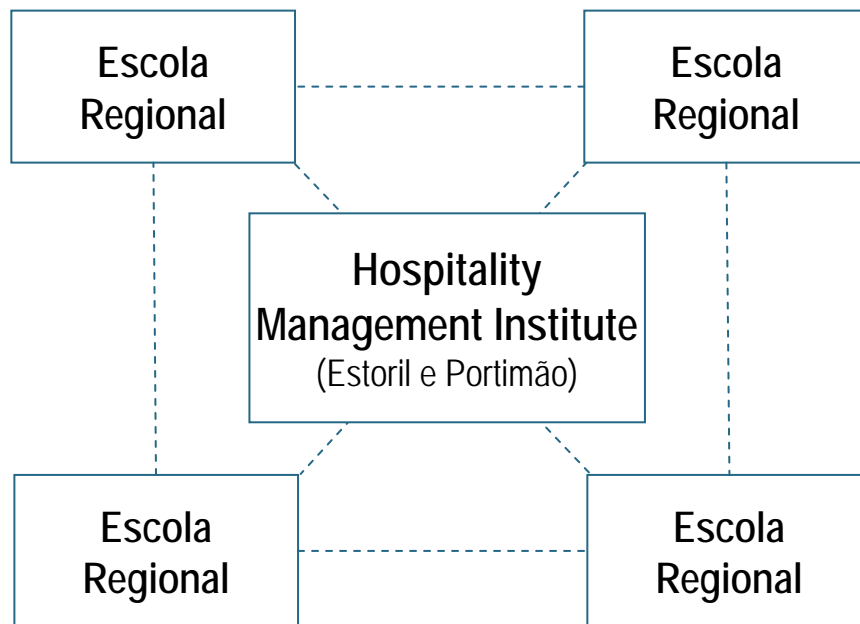 Escola
Regional
Escola
Regional
Hospitality
Management Institute
(Estoril e Portimão)
Escola
Regional
Escola
Regional